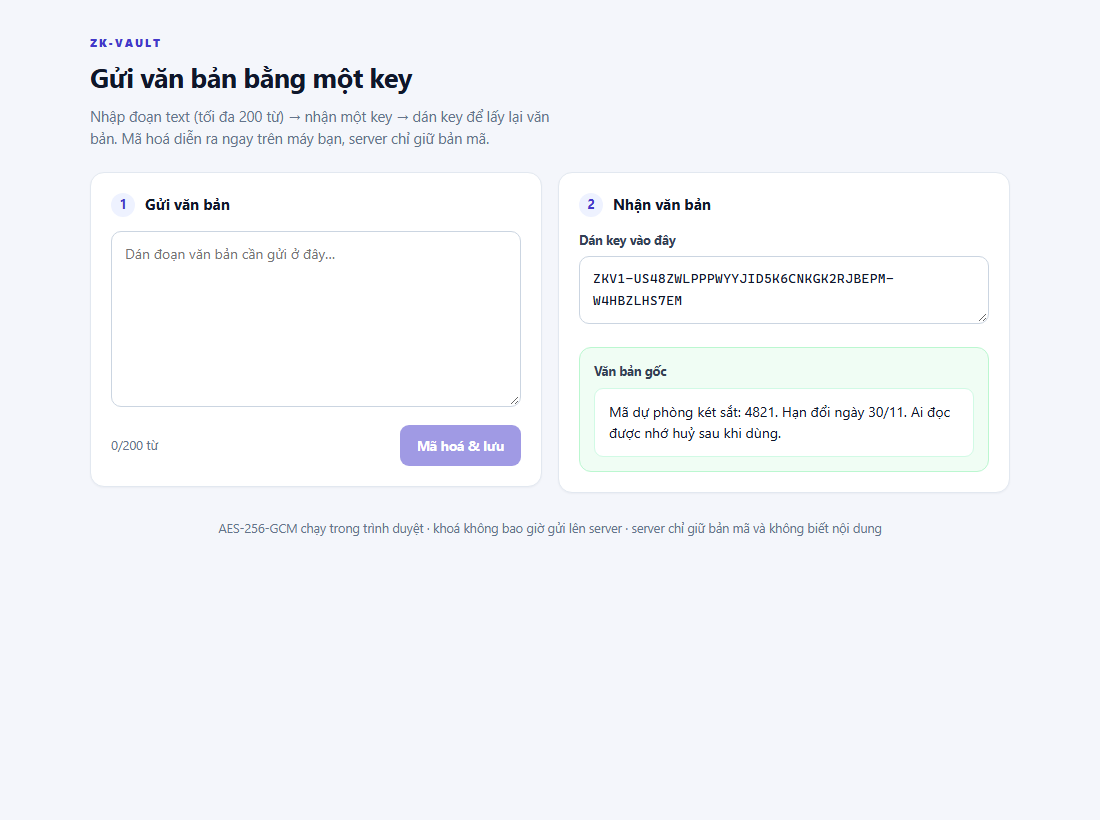 ZK-VAULT
Gửi văn bản bằng một key
Nhập đoạn text (tối đa 200 từ) → nhận một key → dán key để lấy lại văn
bản. Mã hoá diễn ra ngay trên máy bạn, server chỉ giữ bản mã.
1 Gửi văn bản
Dán đoạn văn bản cần gửi ở đây...
0/200 từ
Mã hoá & lưu
2 Nhận văn bản
Dán key vào đây
ZKV1-US48ZWLPPPWYYJID5K6CNKGK2RJBEPM-
W4HBZLHS7EM
Văn bản gốc
Mã dự phòng két sắt: 4821. Hạn đổi ngày 30/11. Ai đọc
được nhớ huỷ sau khi dùng.
AES-256-GCM chạy trong trình duyệt · khoá không bao giờ gửi lên server · server chỉ giữ bản mã và không biết nội dung